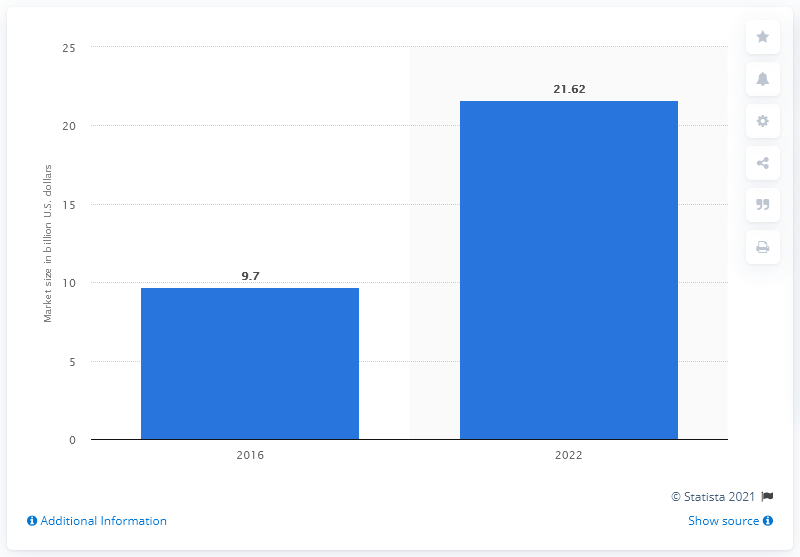 Market size in billion U.S. dollars
25
20
15
10
5
0
9.7
21.62
2016
2022
© Statista 2021
Additional Information
Show source